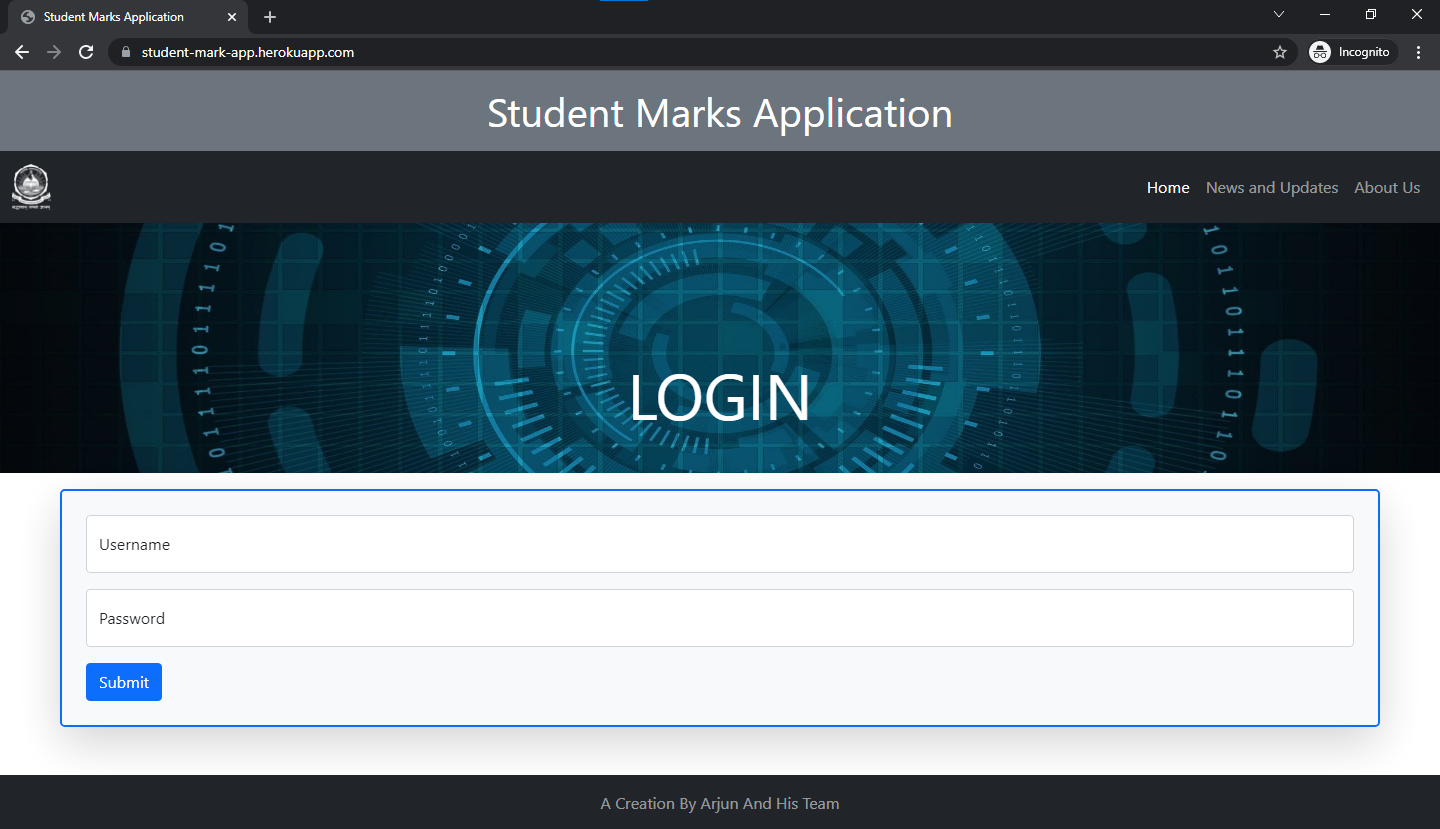 Student Marks Application
student-mark-app.herokuapp.com
Incognito
Student Marks Application
Home News and Updates About Us
LOGIN
Username
Password
Submit
A Creation By Arjun And His Team